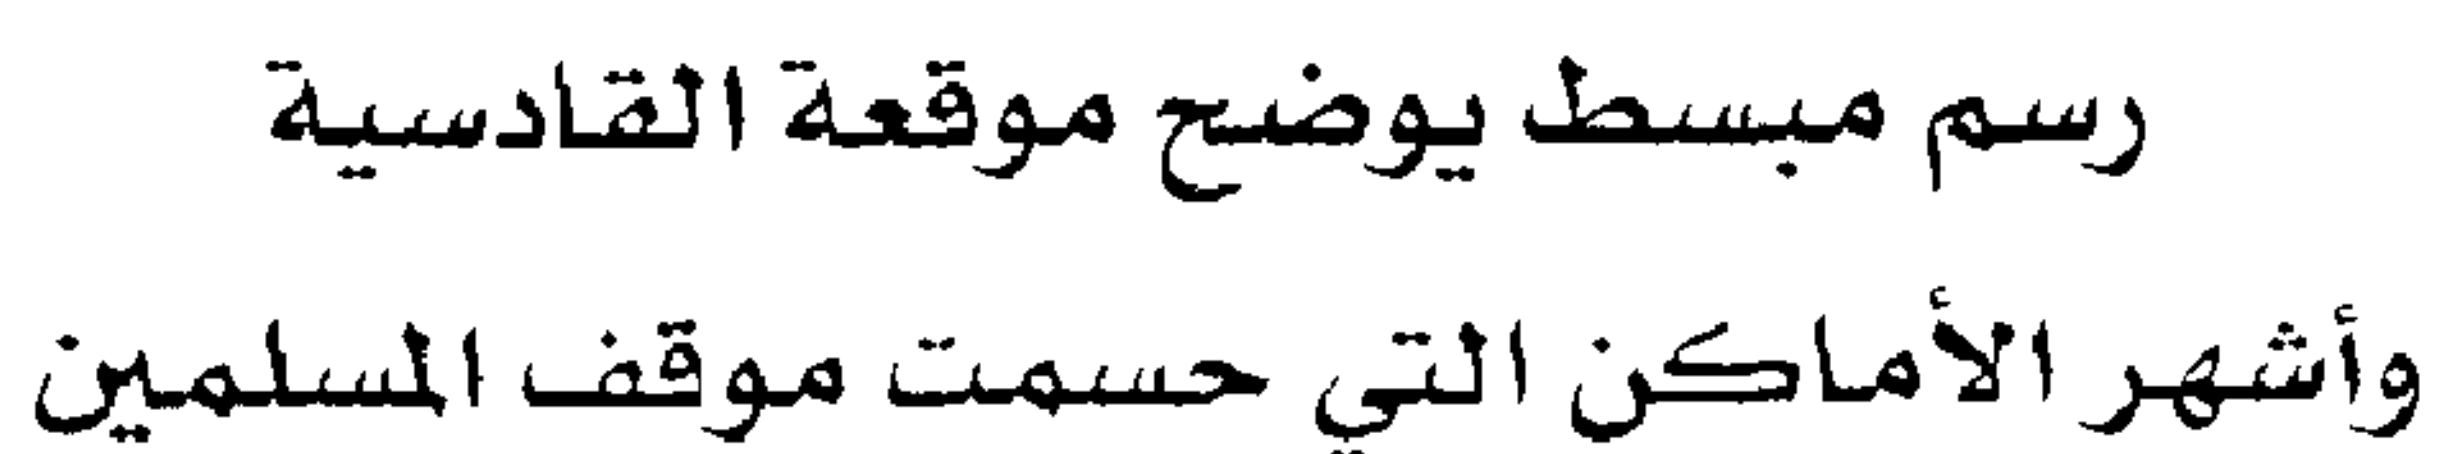 رسم مبسط يوضح موقعة القادسية
وأشهر الأماكن التي حسمت موقف المسلمين